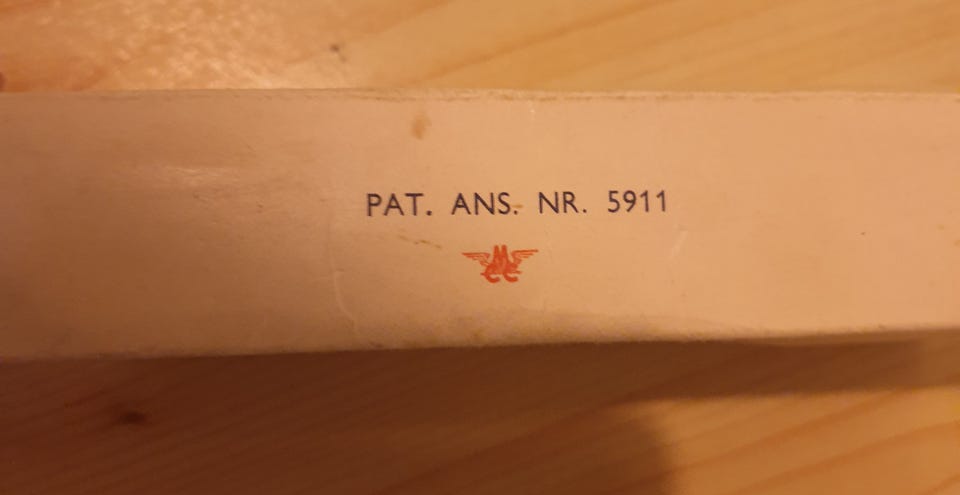 PAT. ANS. NR. 5911